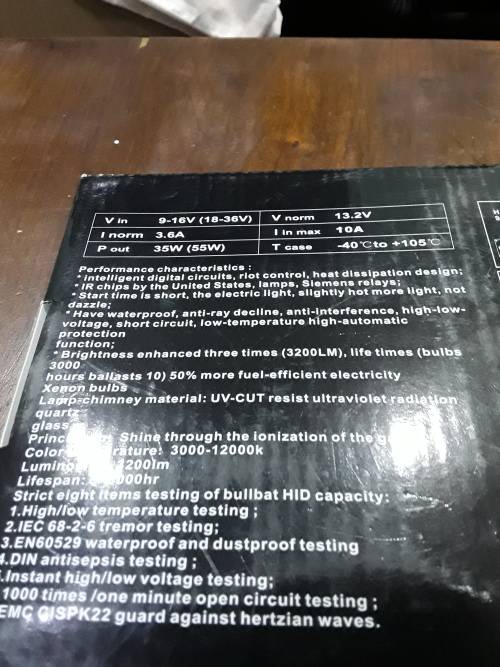 V in 9-16V (18-36V) V norm 13.2V
I norm 3.6A I in max 10A
P out 35W (55W) T case -40℃to +105℃
Performance characteristics :
* intelligent digital circuits, riot control, heat dissipation design;
* IR chips by the United States, lamps, Siemens relays;
* Start time is short, the electric light, slightly hot more light, not
dazzle;
* Have waterproof, anti-ray decline, anti-interference, high-low-
voltage, short circuit, low-temperature high-automatic
protection
function;
* Brightness enhanced three times (3200LM), life times (bulbs
3000
hours ballasts 10) 50% more fuel-efficient electricity
Xenon bulbs
Lamp-chimney material: UV-CUT resist ultraviolet radiation
quartz
glass
Shine through the ionization of the
3000-12000k
Lifespan:
Strict eight items testing of bullbat HID capacity:
1.High/low temperature testing ;
2.IEC 68-2-6 tremor testing;
3.EN60529 waterproof and dustproof testing
4.DIN antisepsis testing ;
.Instant high/low voltage testing;
1000 times /one minute open circuit testing ;
EMC CISPK22 guard against hertzian waves.